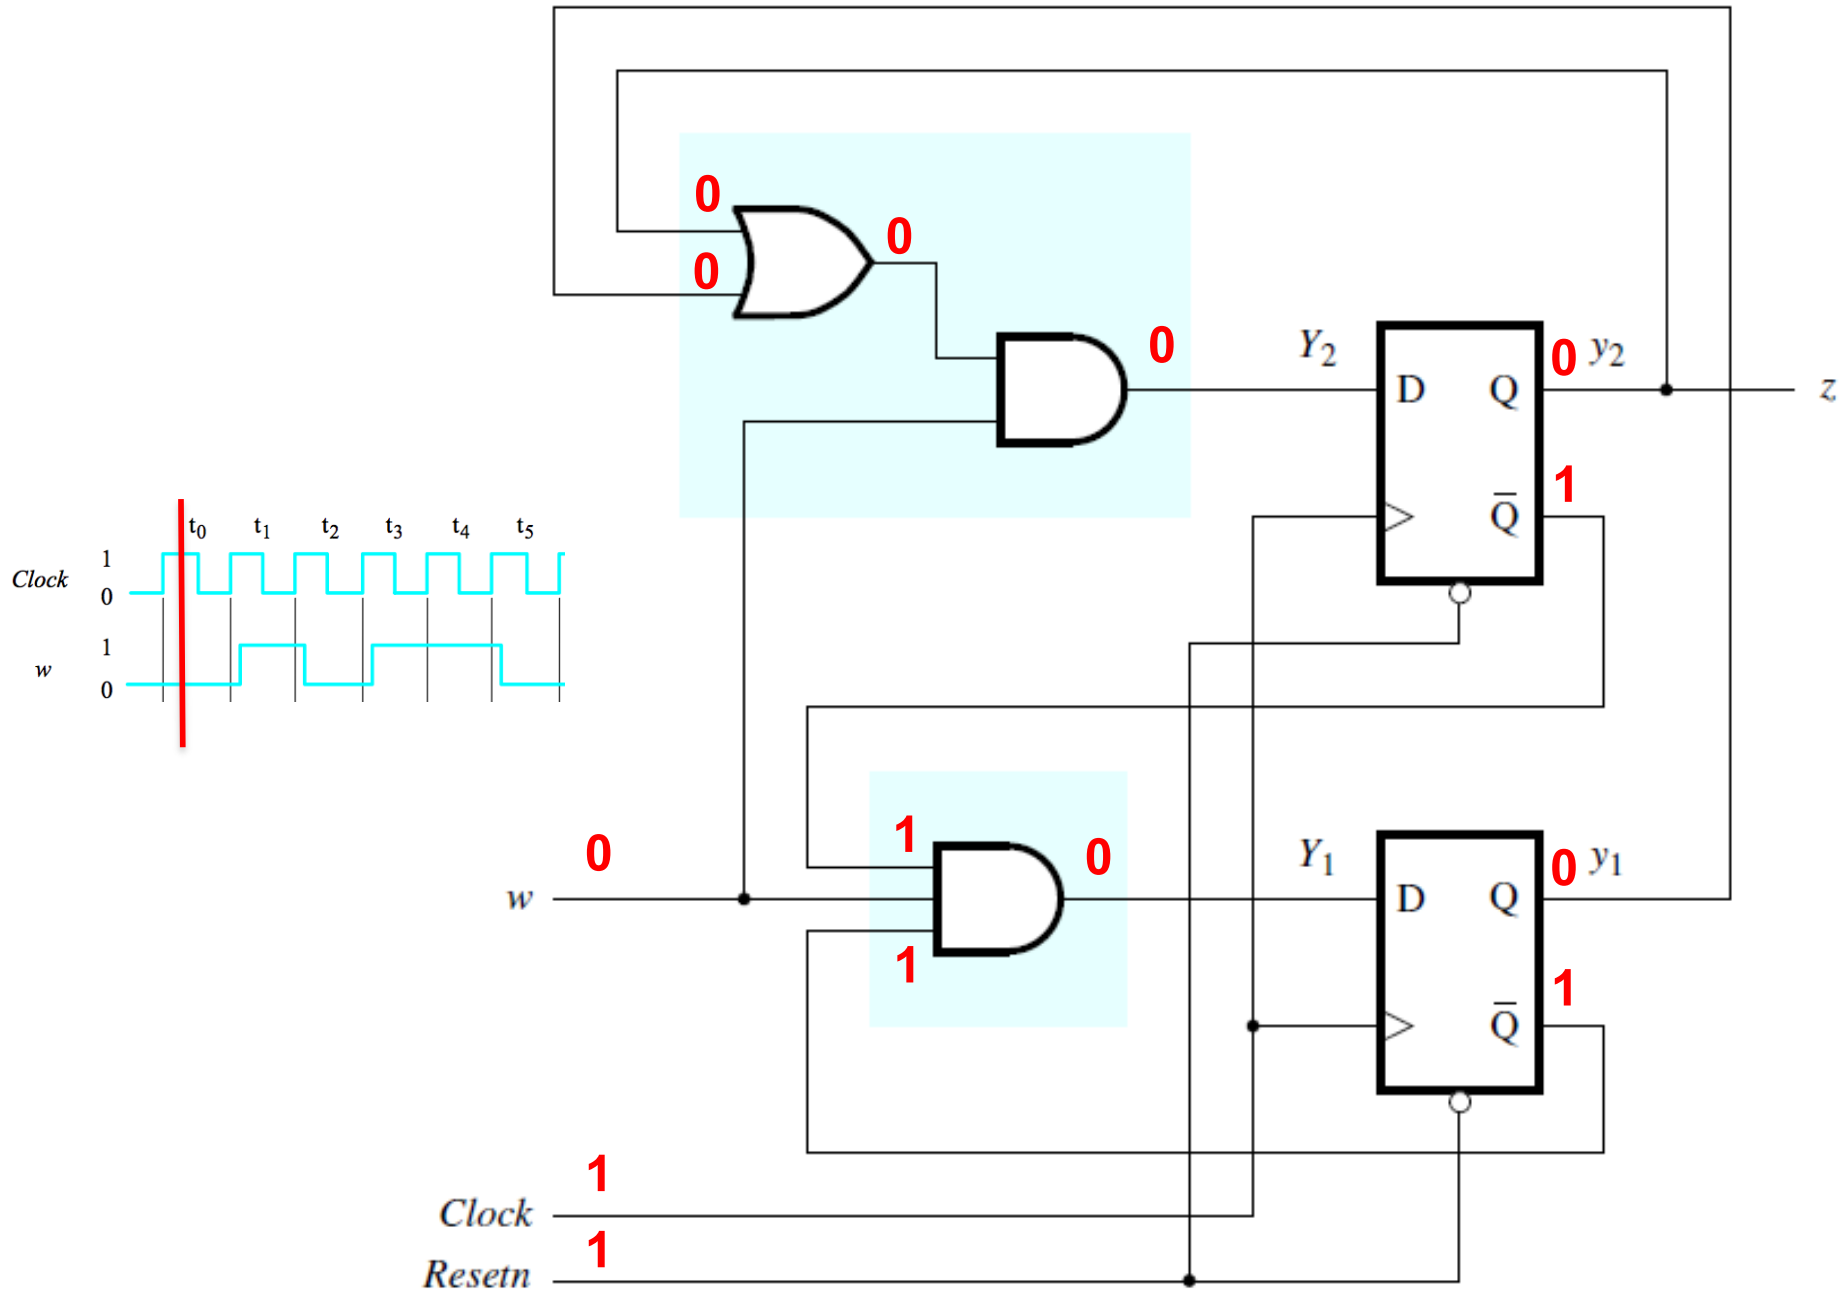 0
0
0
0
Y₂
0 y₂
D Q
z
1
Q̅
t₀ t₁ t₂ t₃ t₄ t₅
Clock 1
0
w 1
0
0
w
1
0
1
Y₁
0 y₁
D Q
1
Q̅
1
Clock
1
Resetn